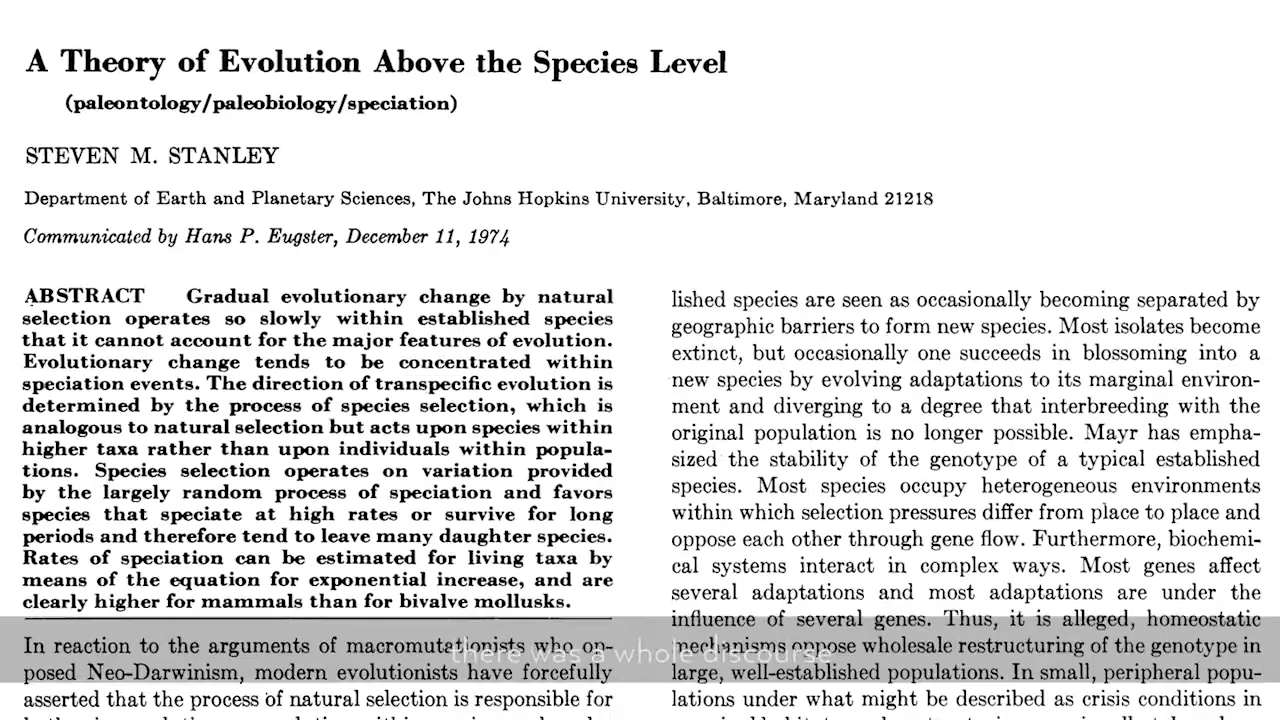 A Theory of Evolution Above the Species Level
(paleontology/paleobiology/speciation)
STEVEN M. STANLEY
Department of Earth and Planetary Sciences, The Johns Hopkins University, Baltimore, Maryland 21218
Communicated by Hans P. Eugster, December 11, 1974
ABSTRACT Gradual evolutionary change by natural
selection operates so slowly within established species
that it cannot account for the major features of evolution.
Evolutionary change tends to be concentrated within
speciation events. The direction of transpecific evolution is
determined by the process of species selection, which is
analogous to natural selection but acts upon species within
higher taxa rather than upon individuals within popula-
tions. Species selection operates on variation provided
by the largely random process of speciation and favors
species that speciate at high rates or survive for long
periods and therefore tend to leave many daughter species.
Rates of speciation can be estimated for living taxa by
means of the equation for exponential increase, and are
clearly higher for mammals than for bivalve mollusks.
In reaction to the arguments of macromutationists who op-
posed Neo-Darwinism, modern evolutionists have forcefully
asserted that the process of natural selection is responsible for
lished species are seen as occasionally becoming separated by
geographic barriers to form new species. Most isolates become
extinct, but occasionally one succeeds in blossoming into a
new species by evolving adaptations to its marginal environ-
ment and diverging to a degree that interbreeding with the
original population is no longer possible. Mayr has empha-
sized the stability of the genotype of a typical established
species. Most species occupy heterogeneous environments
within which selection pressures differ from place to place and
oppose each other through gene flow. Furthermore, biochemi-
cal systems interact in complex ways. Most genes affect
several adaptations and most adaptations are under the
influence of several genes. Thus, it is alleged, homeostatic
mechanisms oppose wholesale restructuring of the genotype in
large, well-established populations. In small, peripheral popu-
lations under what might be described as crisis conditions in
there was a whole discourse